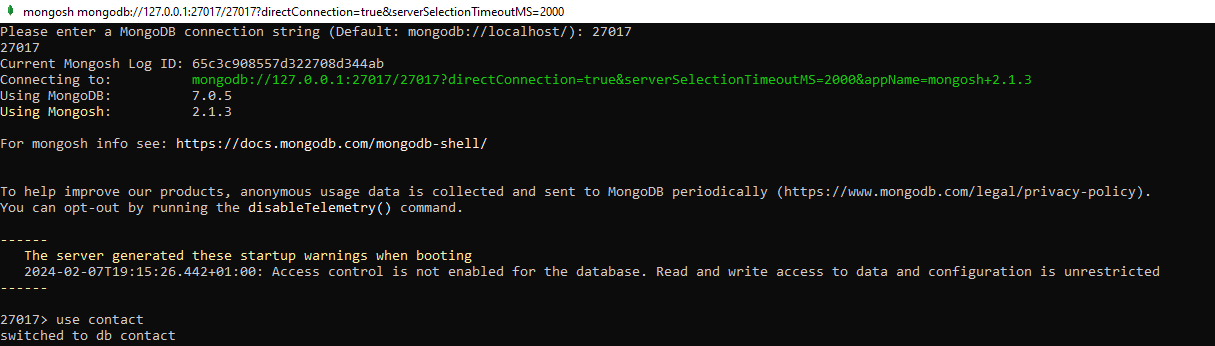 mongosh mongodb://127.0.0.1:27017/27017?directConnection=true&serverSelectionTimeoutMS=2000
Please enter a MongoDB connection string (Default: mongodb://localhost/): 27017
27017
Current Mongosh Log ID: 65c3c908557d322708d344ab
Connecting to:          mongodb://127.0.0.1:27017/27017?directConnection=true&serverSelectionTimeoutMS=2000&appName=mongosh+2.1.3
Using MongoDB:          7.0.5
Using Mongosh:          2.1.3
For mongosh info see: https://docs.mongodb.com/mongodb-shell/
To help improve our products, anonymous usage data is collected and sent to MongoDB periodically (https://www.mongodb.com/legal/privacy-policy).
You can opt-out by running the disableTelemetry() command.
------
   The server generated these startup warnings when booting
   2024-02-07T19:15:26.442+01:00: Access control is not enabled for the database. Read and write access to data and configuration is unrestricted
------
27017> use contact
switched to db contact